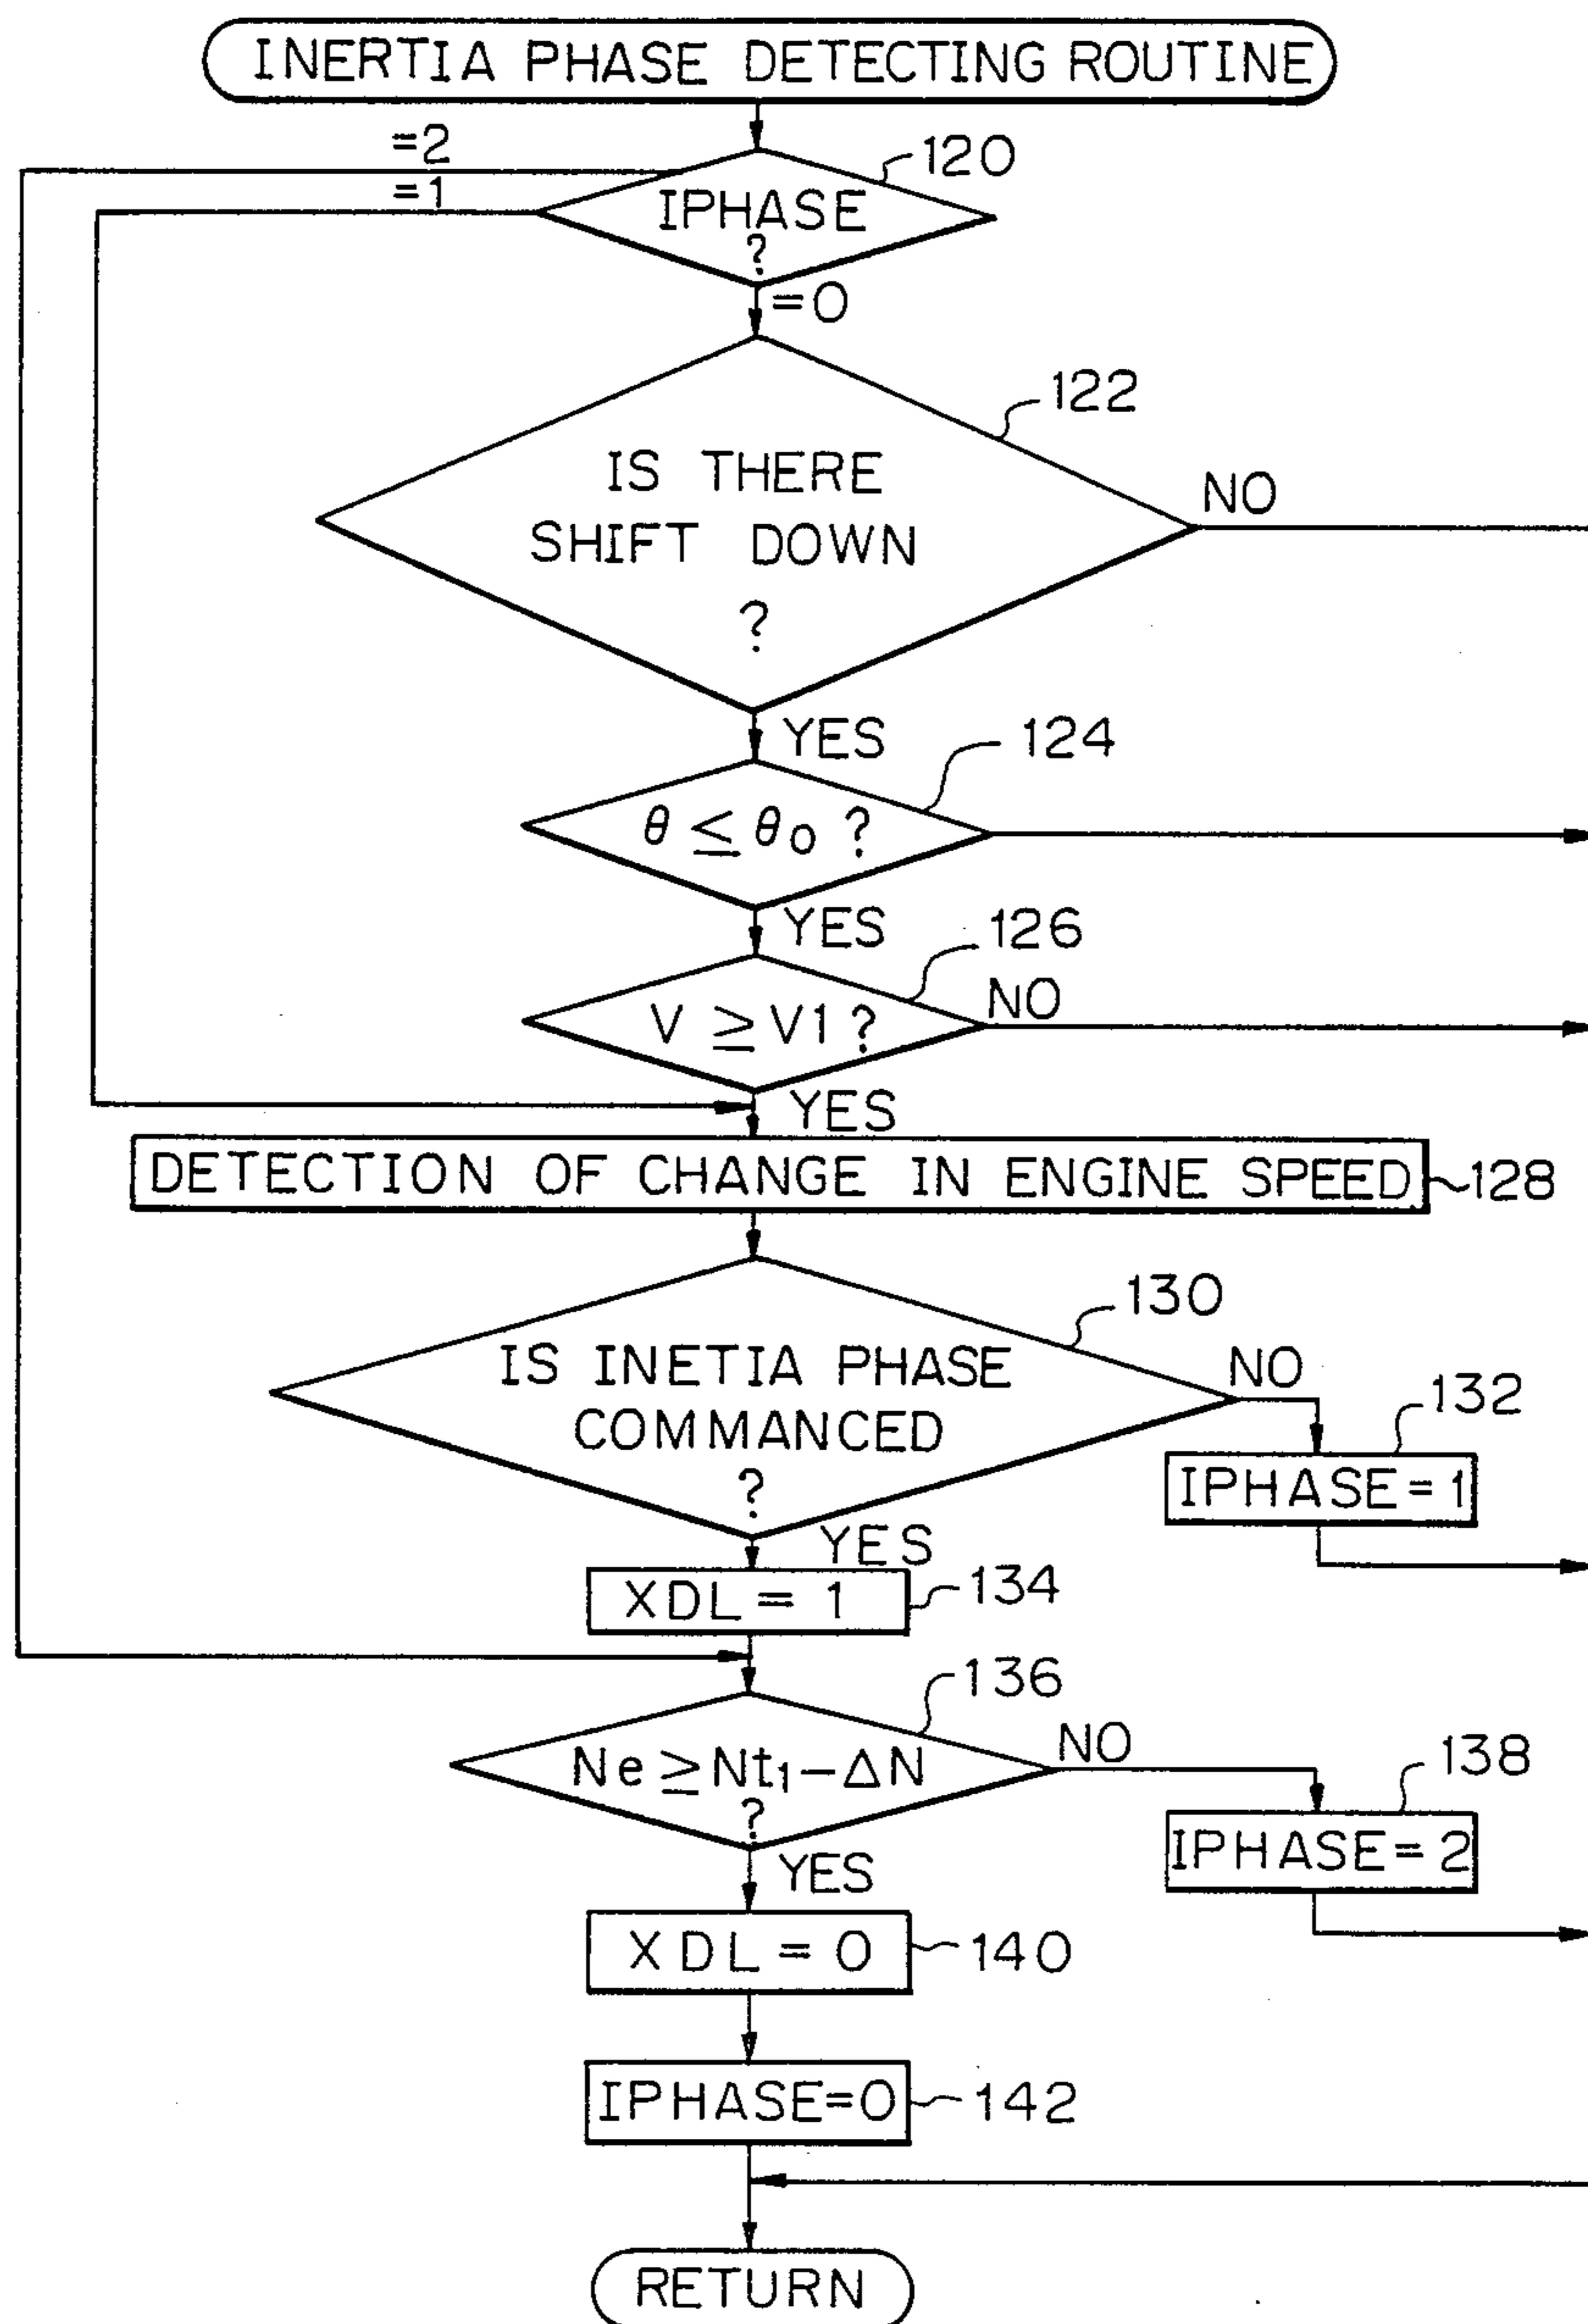 INERTIA PHASE DETECTING ROUTINE
=2
=1
120
IPHASE
?
=0
122
IS THERE
SHIFT DOWN
?
NO
YES
124
θ ≤ θ0 ?
YES
126
V ≥ V1 ?
NO
YES
DETECTION OF CHANGE IN ENGINE SPEED
128
130
IS INETIA PHASE
COMMANCED
?
NO
132
IPHASE = 1
YES
XDL = 1
134
136
Ne ≥ Nt1 − ΔN
?
NO
138
IPHASE = 2
YES
XDL = 0
140
IPHASE=0
142
RETURN